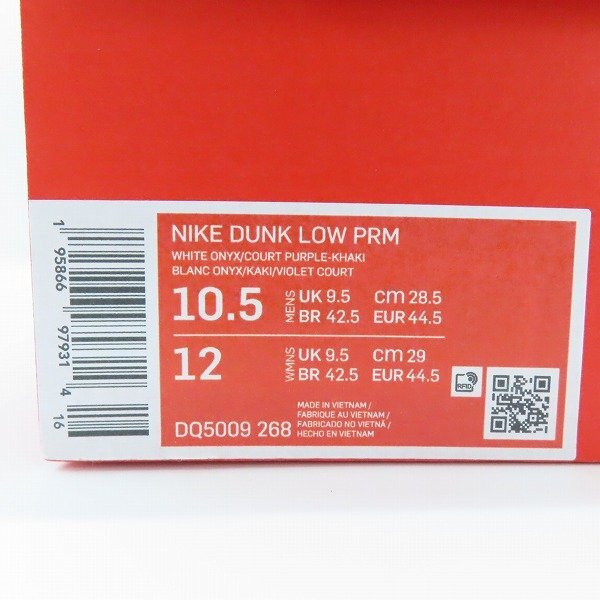 1 95866 97931 4 16
NIKE DUNK LOW PRM
WHITE ONYX/COURT PURPLE-KHAKI
BLANC ONYX/KAKI/VIOLET COURT
10.5 MENS UK 9.5 CM 28.5
BR 42.5 EUR 44.5
12 WMNS UK 9.5 CM 29
BR 42.5 EUR 44.5
DQ5009 268
MADE IN VIETNAM /
FABRIQUE AU VIETNAM /
FABRICADO NO VIETNÃ /
HECHO EN VIETNAM
RFID